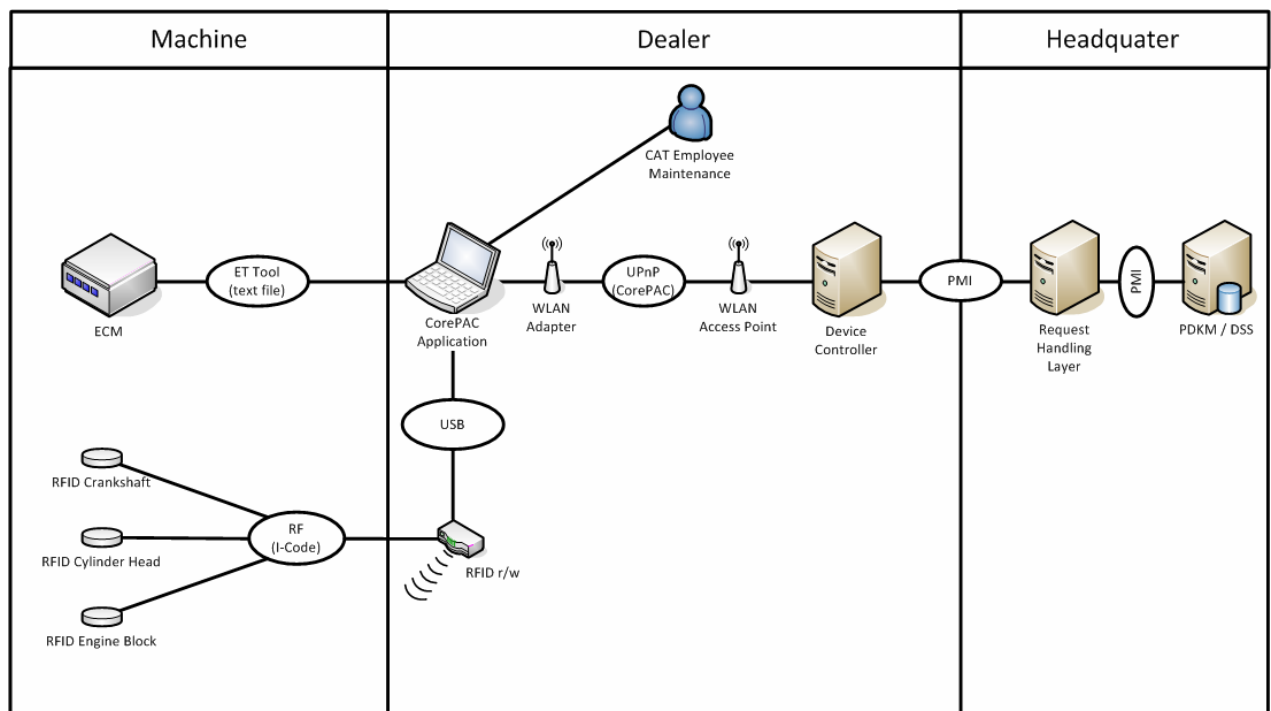 Machine
Dealer
Headquater
CAT Employee
Maintenance
ECM
ET Tool
(text file)
CorePAC
Application
WLAN
Adapter
UPnP
(CorePAC)
WLAN
Access Point
Device
Controller
PMI
Request
Handling
Layer
PMI
PDKM / DSS
USB
RFID Crankshaft
RFID Cylinder Head
RFID Engine Block
RF
(I-Code)
RFID r/w